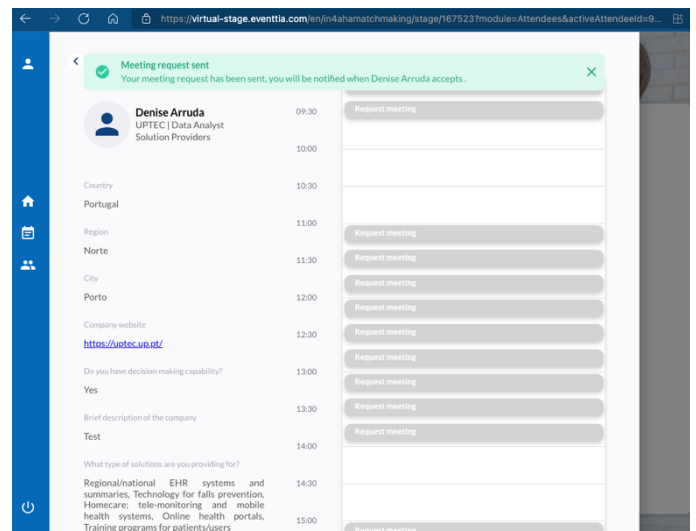 https://virtual-stage.eventtia.com/en/in4ahamatchmaking/stage/167523?module=Attendees&activeAttendeeId=9...
Meeting request sent
Your meeting request has been sent, you will be notified when Denise Arruda accepts .
Denise Arruda
UPTEC | Data Analyst
Solution Providers
Country
Portugal
Region
Norte
City
Porto
Company website
https://uptec.up.pt/
Do you have decision making capability?
Yes
Brief description of the company
Test
What type of solutions are you providing for?
Regional/national EHR systems and
summaries, Technology for falls prevention,
Homecare; tele-monitoring and mobile
health systems, Online health portals,
Training programs for patients/users
09:30
Request meeting
10:00
10:30
11:00
Request meeting
11:30
Request meeting
Request meeting
12:00
Request meeting
12:30
Request meeting
Request meeting
13:00
Request meeting
13:30
Request meeting
Request meeting
14:00
14:30
15:00
Request meeting